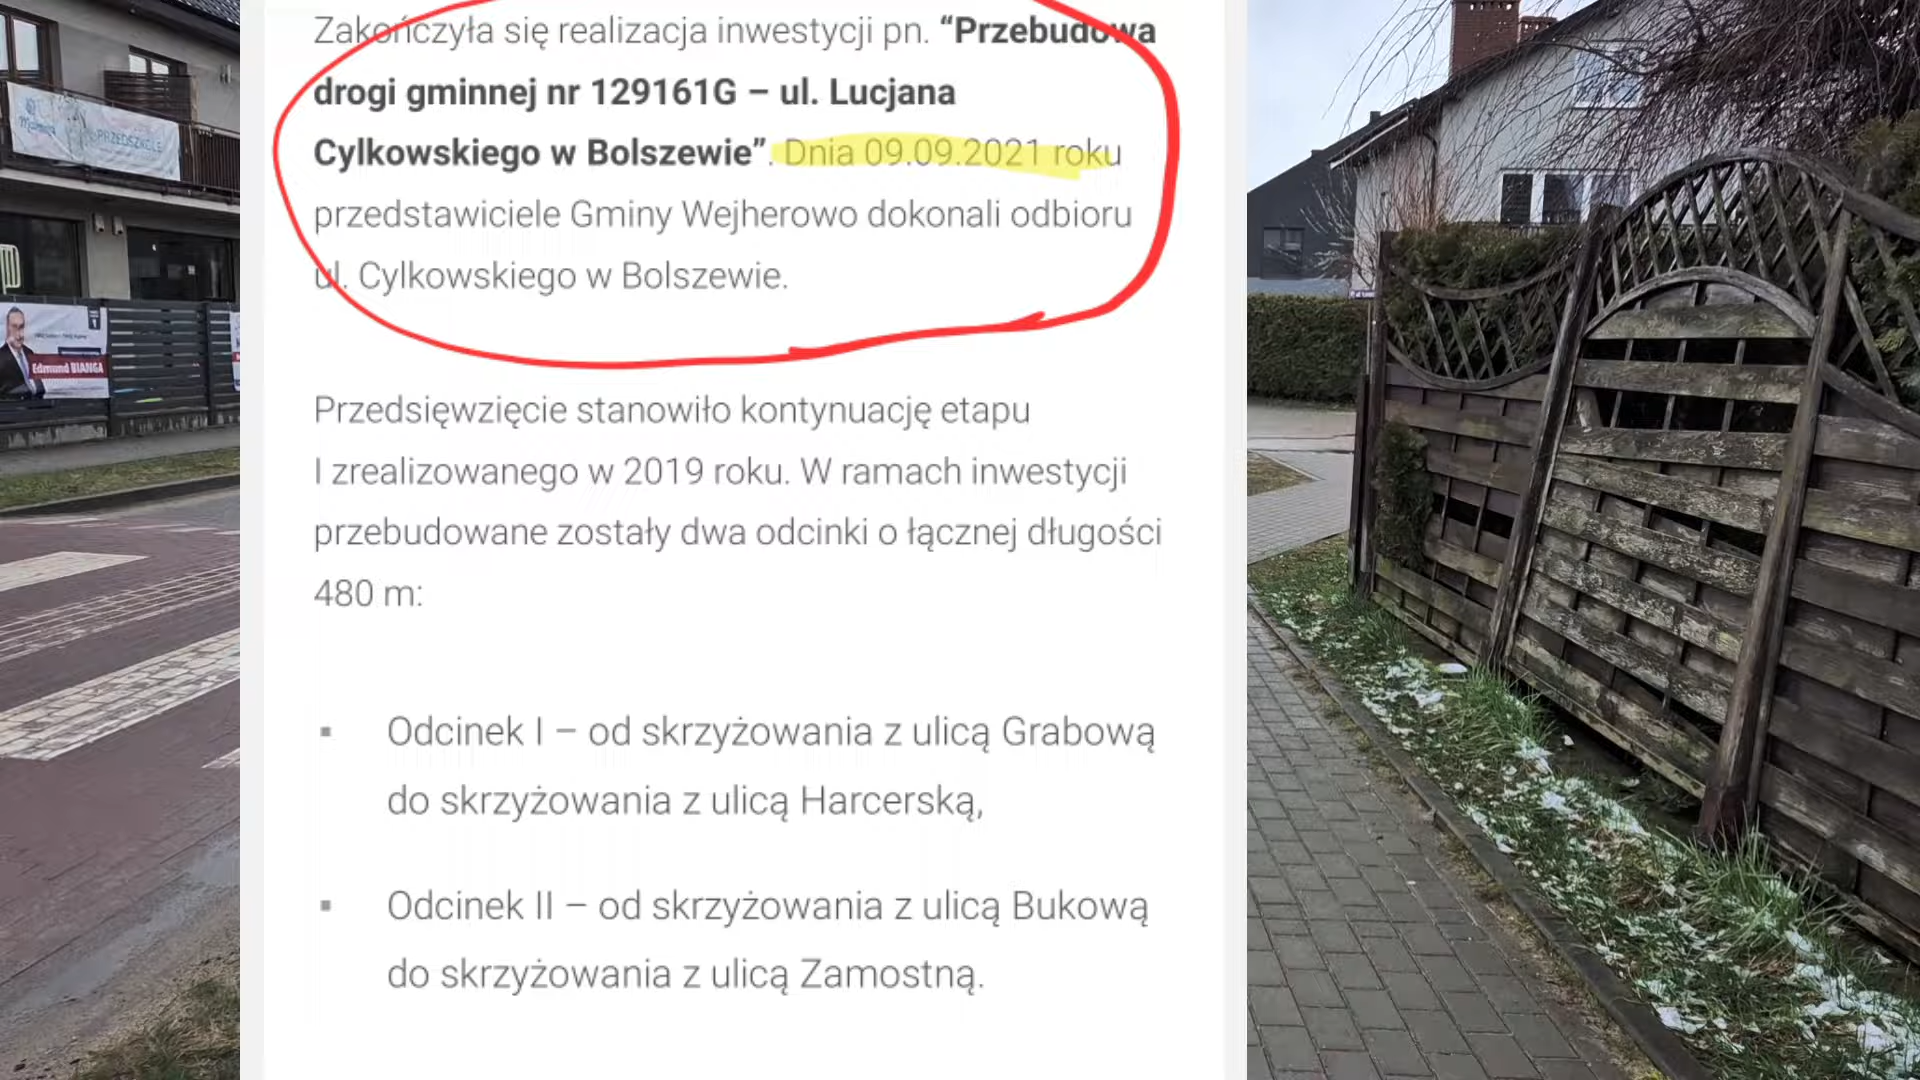 PRZEDSZKOLE
Edmund BIANGA
Zakończyła się realizacja inwestycji pn. “Przebudowa
drogi gminnej nr 129161G – ul. Lucjana
Cylkowskiego w Bolszewie”. Dnia 09.09.2021 roku
przedstawiciele Gminy Wejherowo dokonali odbioru
ul. Cylkowskiego w Bolszewie.
Przedsięwzięcie stanowiło kontynuację etapu
I zrealizowanego w 2019 roku. W ramach inwestycji
przebudowane zostały dwa odcinki o łącznej długości
480 m:
▪ Odcinek I – od skrzyżowania z ulicą Grabową
do skrzyżowania z ulicą Harcerską,
▪ Odcinek II – od skrzyżowania z ulicą Bukową
do skrzyżowania z ulicą Zamostną.